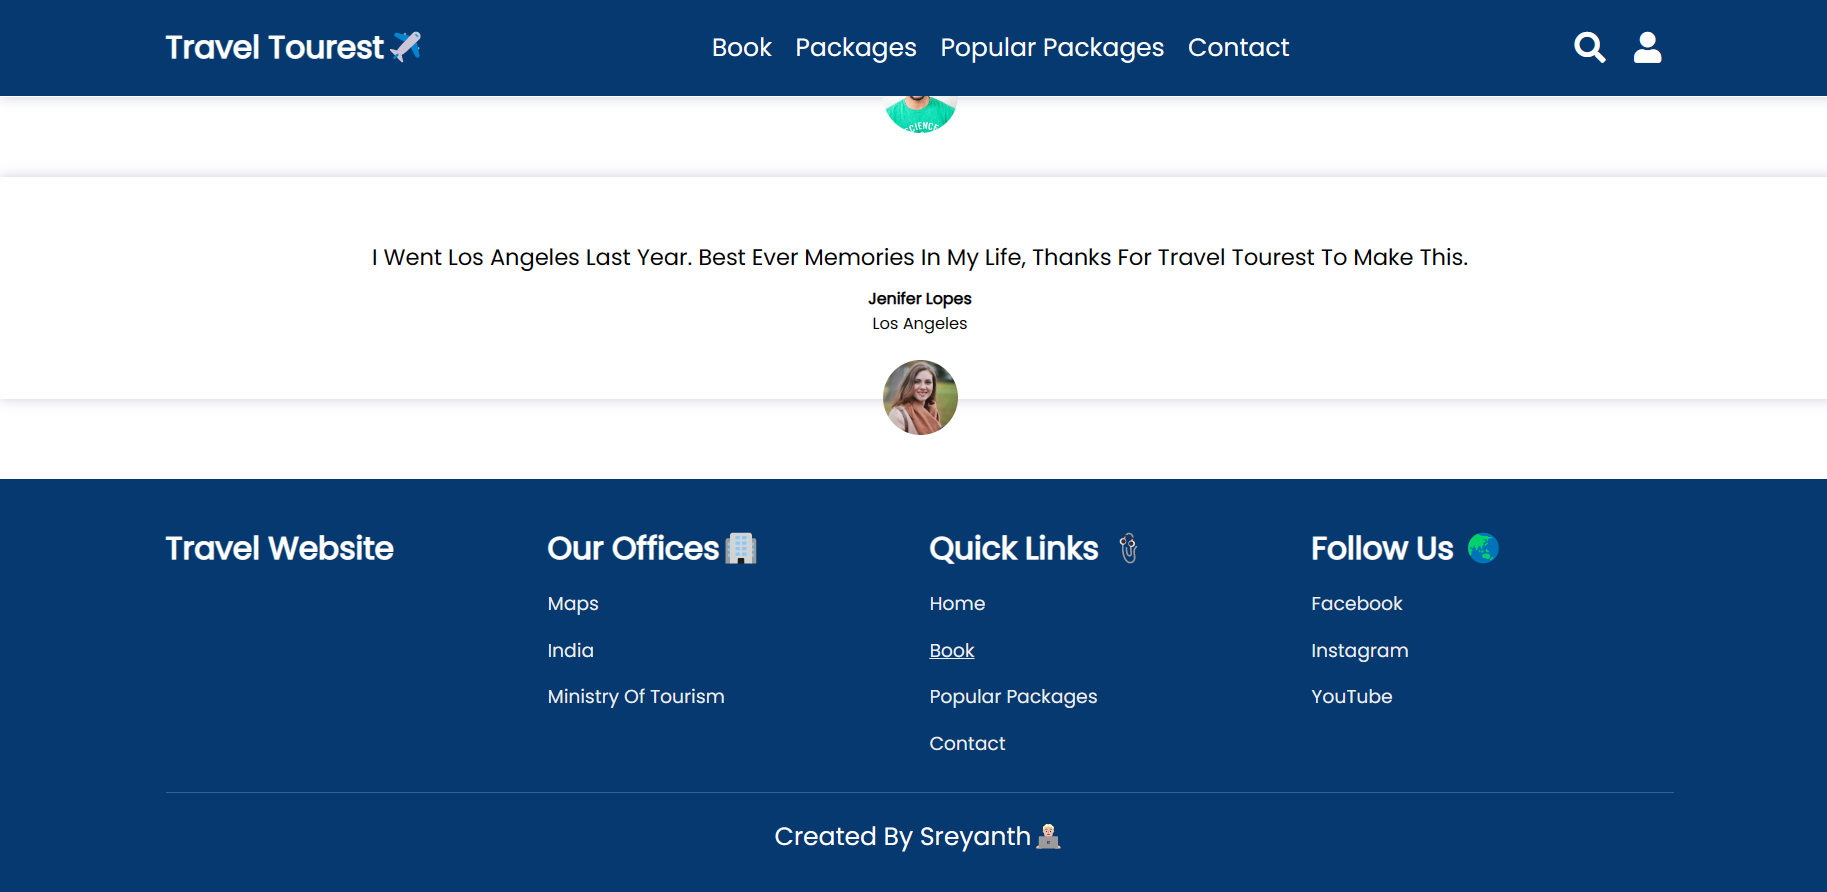 Travel Tourest
Book Packages Popular Packages Contact
SCIENCE
I Went Los Angeles Last Year. Best Ever Memories In My Life, Thanks For Travel Tourest To Make This.
Jenifer Lopes
Los Angeles
Travel Website
Our Offices
Maps
India
Ministry Of Tourism
Quick Links
Home
Book
Popular Packages
Contact
Follow Us
Facebook
Instagram
YouTube
Created By Sreyanth